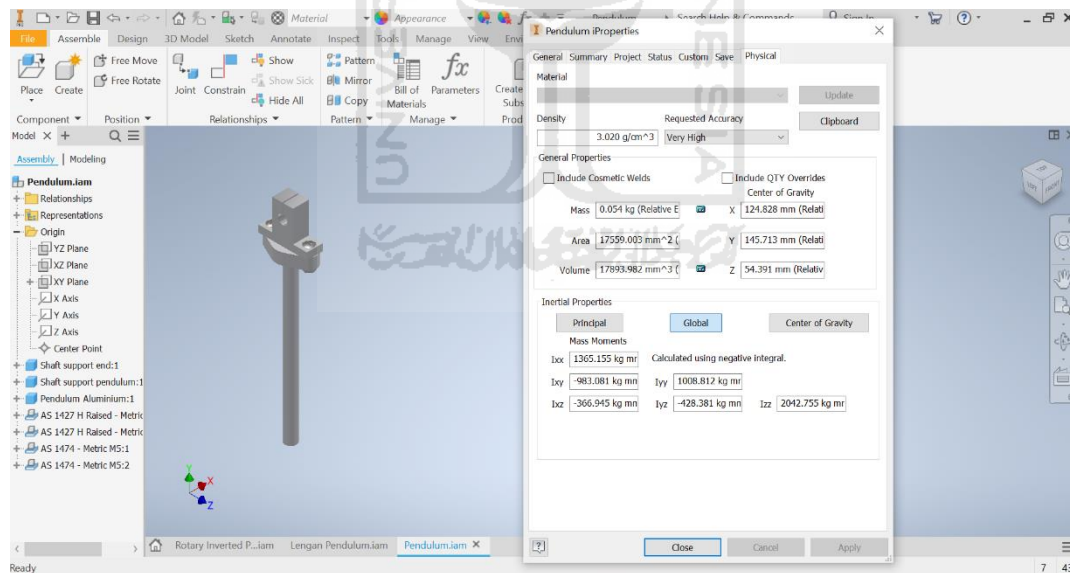 Material Appearance Pendulum Search Help & Commands... Sign In
File Assemble Design 3D Model Sketch Annotate Inspect Tools Manage View Envi
Place Create Free Move Free Rotate
Joint Constrain Show Show Sick Hide All
Pattern Mirror Copy
Bill of Materials Parameters
Create Subs
Component Position Relationships Pattern Manage Prod
Model
Assembly | Modeling
Pendulum.iam
Relationships
Representations
Origin
YZ Plane
XZ Plane
XY Plane
X Axis
Y Axis
Z Axis
Center Point
Shaft support end:1
Shaft support pendulum:1
Pendulum Aluminium:1
AS 1427 H Raised - Metric
AS 1427 H Raised - Metric
AS 1474 - Metric M5:1
AS 1474 - Metric M5:2
Y
X
Z
Pendulum iProperties
General Summary Project Status Custom Save Physical
Material
Update
Density Requested Accuracy
3.020 g/cm^3 Very High Clipboard
General Properties
Include Cosmetic Welds Include QTY Overrides
Center of Gravity
Mass 0.054 kg (Relative E X 124.828 mm (Relati
Area 17559.003 mm^2 ( Y 145.713 mm (Relati
Volume 17893.982 mm^3 ( Z 54.391 mm (Relativ
Inertial Properties
Principal Global Center of Gravity
Mass Moments
Ixx 1365.155 kg mr Calculated using negative integral.
Ixy -983.081 kg mn Iyy 1008.812 kg mr
Ixz -366.945 kg mn Iyz -428.381 kg mn Izz 2042.755 kg mr
Close Cancel Apply
Rotary Inverted P...iam Lengan Pendulum.iam Pendulum.iam
Ready
7 43